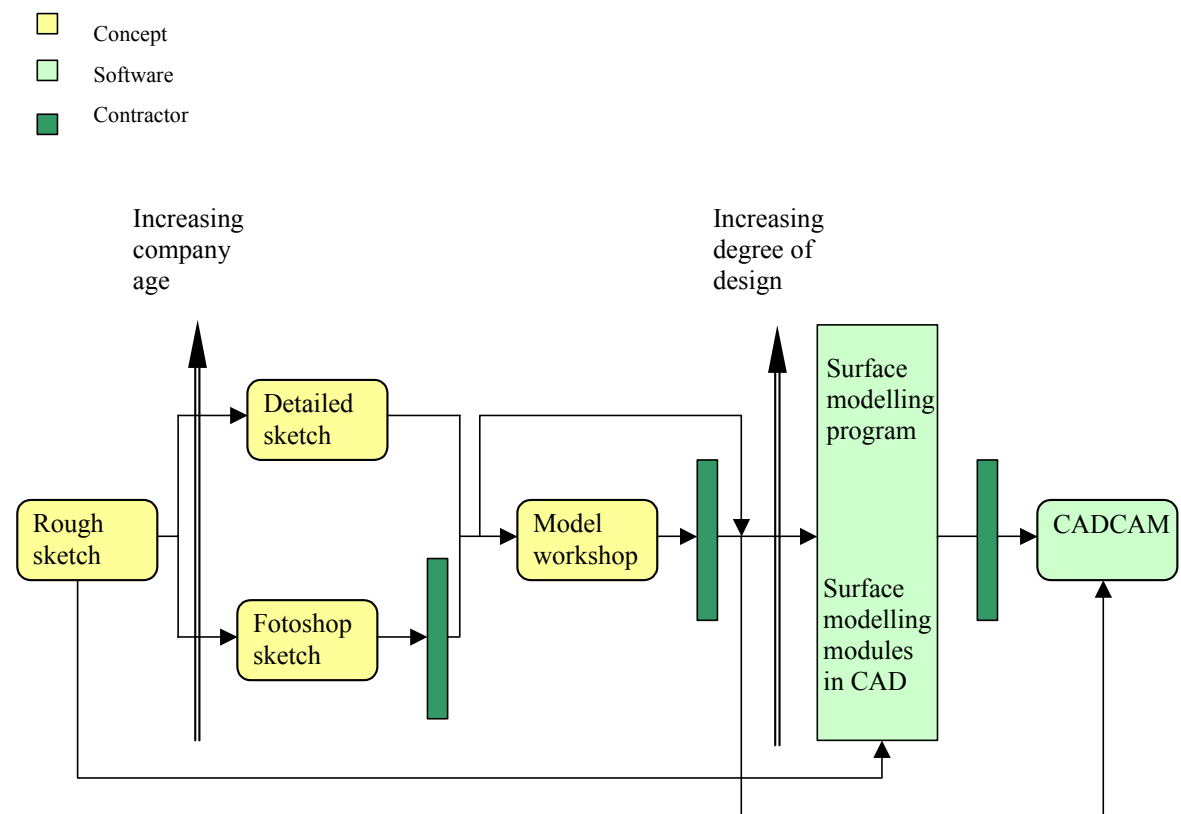 Concept
Software
Contractor
Increasing
company
age
Increasing
degree of
design
Surface
modelling
program
Detailed
sketch
Rough
sketch
Model
workshop
CADCAM
Fotoshop
sketch
Surface
modelling
modules
in CAD